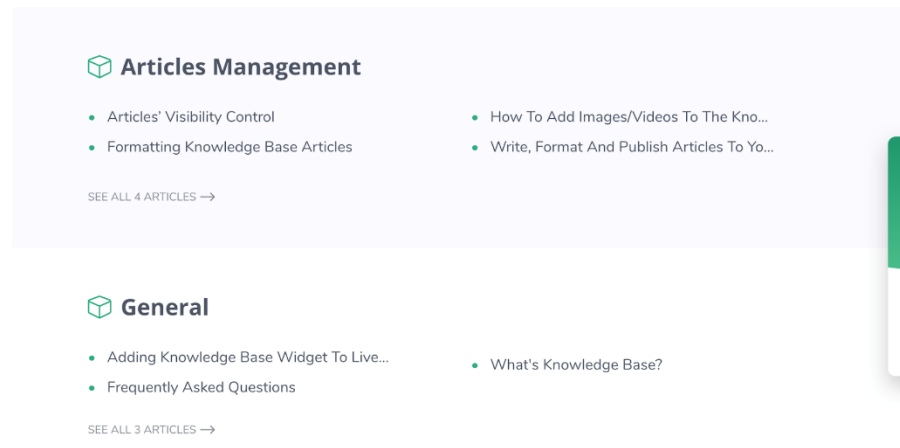 Articles Management
Articles’ Visibility Control
Formatting Knowledge Base Articles
How To Add Images/Videos To The Kno...
Write, Format And Publish Articles To Yo...
SEE ALL 4 ARTICLES
General
Adding Knowledge Base Widget To Live...
Frequently Asked Questions
What's Knowledge Base?
SEE ALL 3 ARTICLES